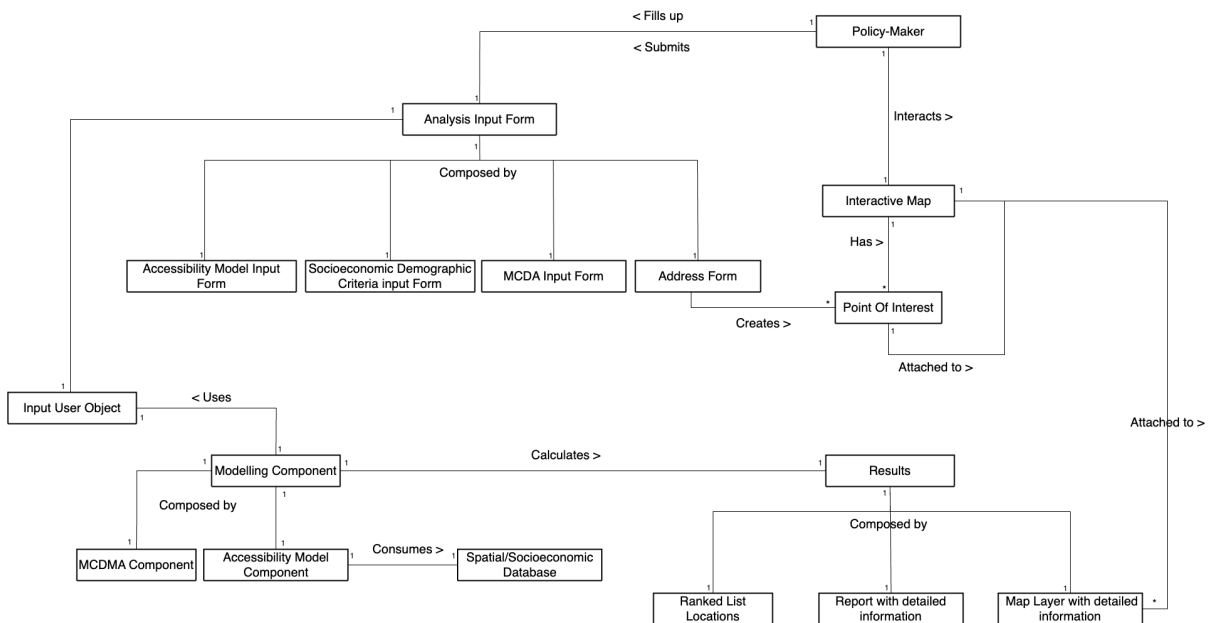 < Fills up
1
Policy-Maker
< Submits
1
1
1
1
Analysis Input Form
Interacts >
1
Composed by
1
1
Interactive Map
1
Has >
1
1
1
1
Accessibility Model Input
Form
Socioeconomic Demographic
Criteria input Form
MCDA Input Form
Address Form
*
*
Point Of Interest
Creates >
1
Attached to >
1
Input User Object
< Uses
1
Attached to >
1
Calculates >
1
Modelling Component
1
1
Results
1
1
Composed by
Composed by
1
1
MCDMA Component
Accessibility Model
Component
1
Consumes >
1
Spatial/Socioeconomic
Database
1
1
1
Ranked List
Locations
Report with detailed
information
Map Layer with detailed
information
*